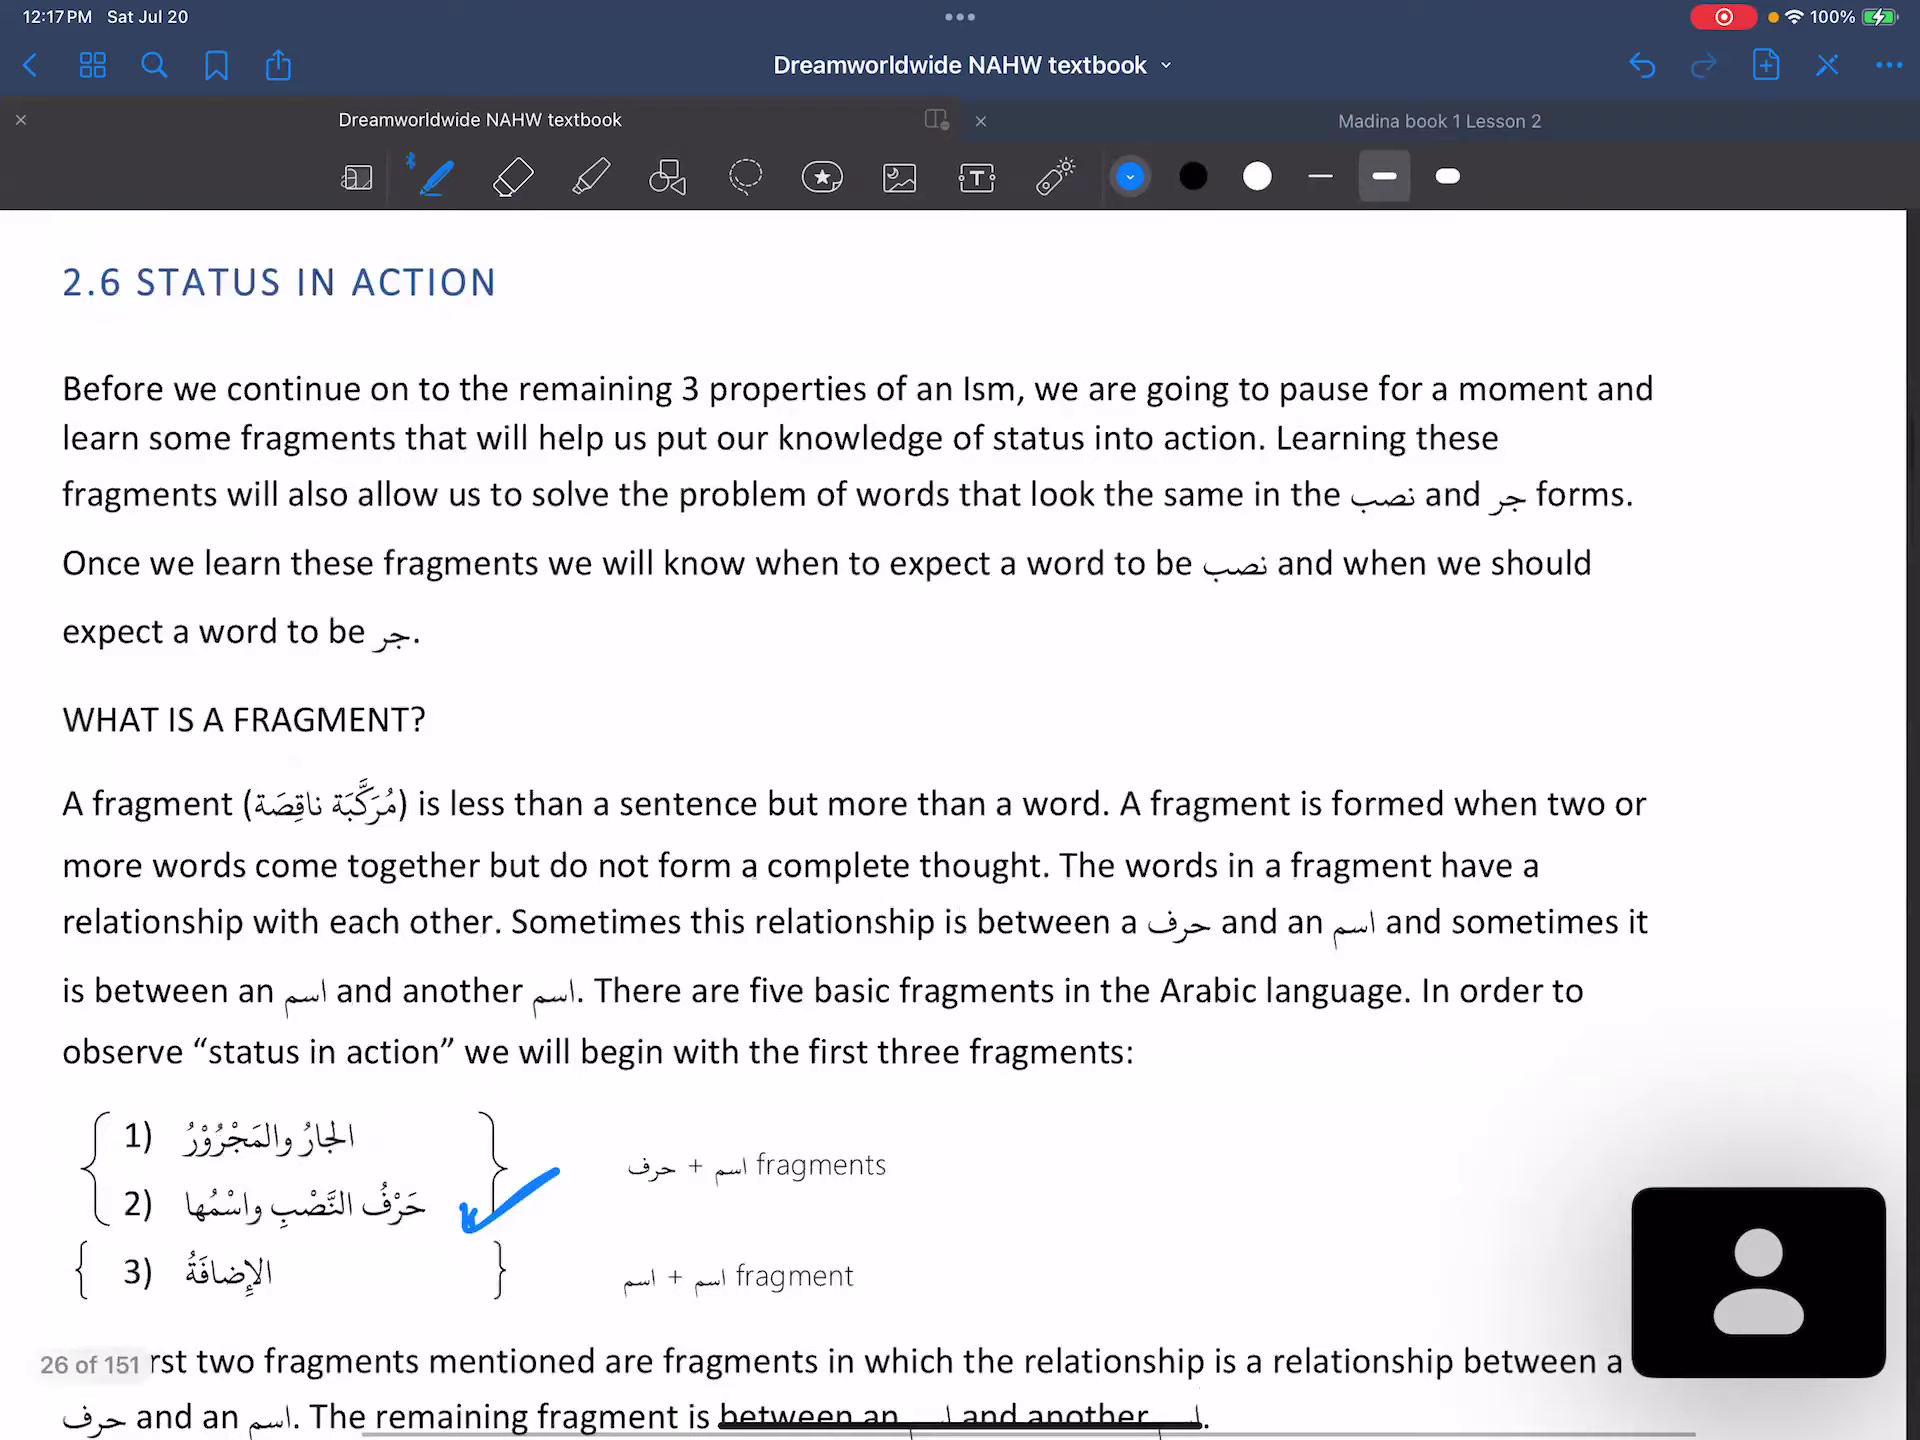 12:17 PM Sat Jul 20
100%
Dreamworldwide NAHW textbook
Dreamworldwide NAHW textbook
Madina book 1 Lesson 2
2.6 STATUS IN ACTION
Before we continue on to the remaining 3 properties of an Ism, we are going to pause for a moment and
learn some fragments that will help us put our knowledge of status into action. Learning these
fragments will also allow us to solve the problem of words that look the same in the نصب and جر forms.
Once we learn these fragments we will know when to expect a word to be نصب and when we should
expect a word to be جر.
WHAT IS A FRAGMENT?
A fragment (مُرَكَّبَة ناقِصَة) is less than a sentence but more than a word. A fragment is formed when two or
more words come together but do not form a complete thought. The words in a fragment have a
relationship with each other. Sometimes this relationship is between a حرف and an اسم and sometimes it
is between an اسم and another اسم. There are five basic fragments in the Arabic language. In order to
observe “status in action” we will begin with the first three fragments:
1) الجارُ والمَجْرُوْرُ
2) حَرْفُ النَّصْبِ واسْمُها
حرف + اسم fragments
3) الإِضافَةُ
اسم + اسم fragment
26 of 151
rst two fragments mentioned are fragments in which the relationship is a relationship between a
حرف and an اسم. The remaining fragment is between an and another